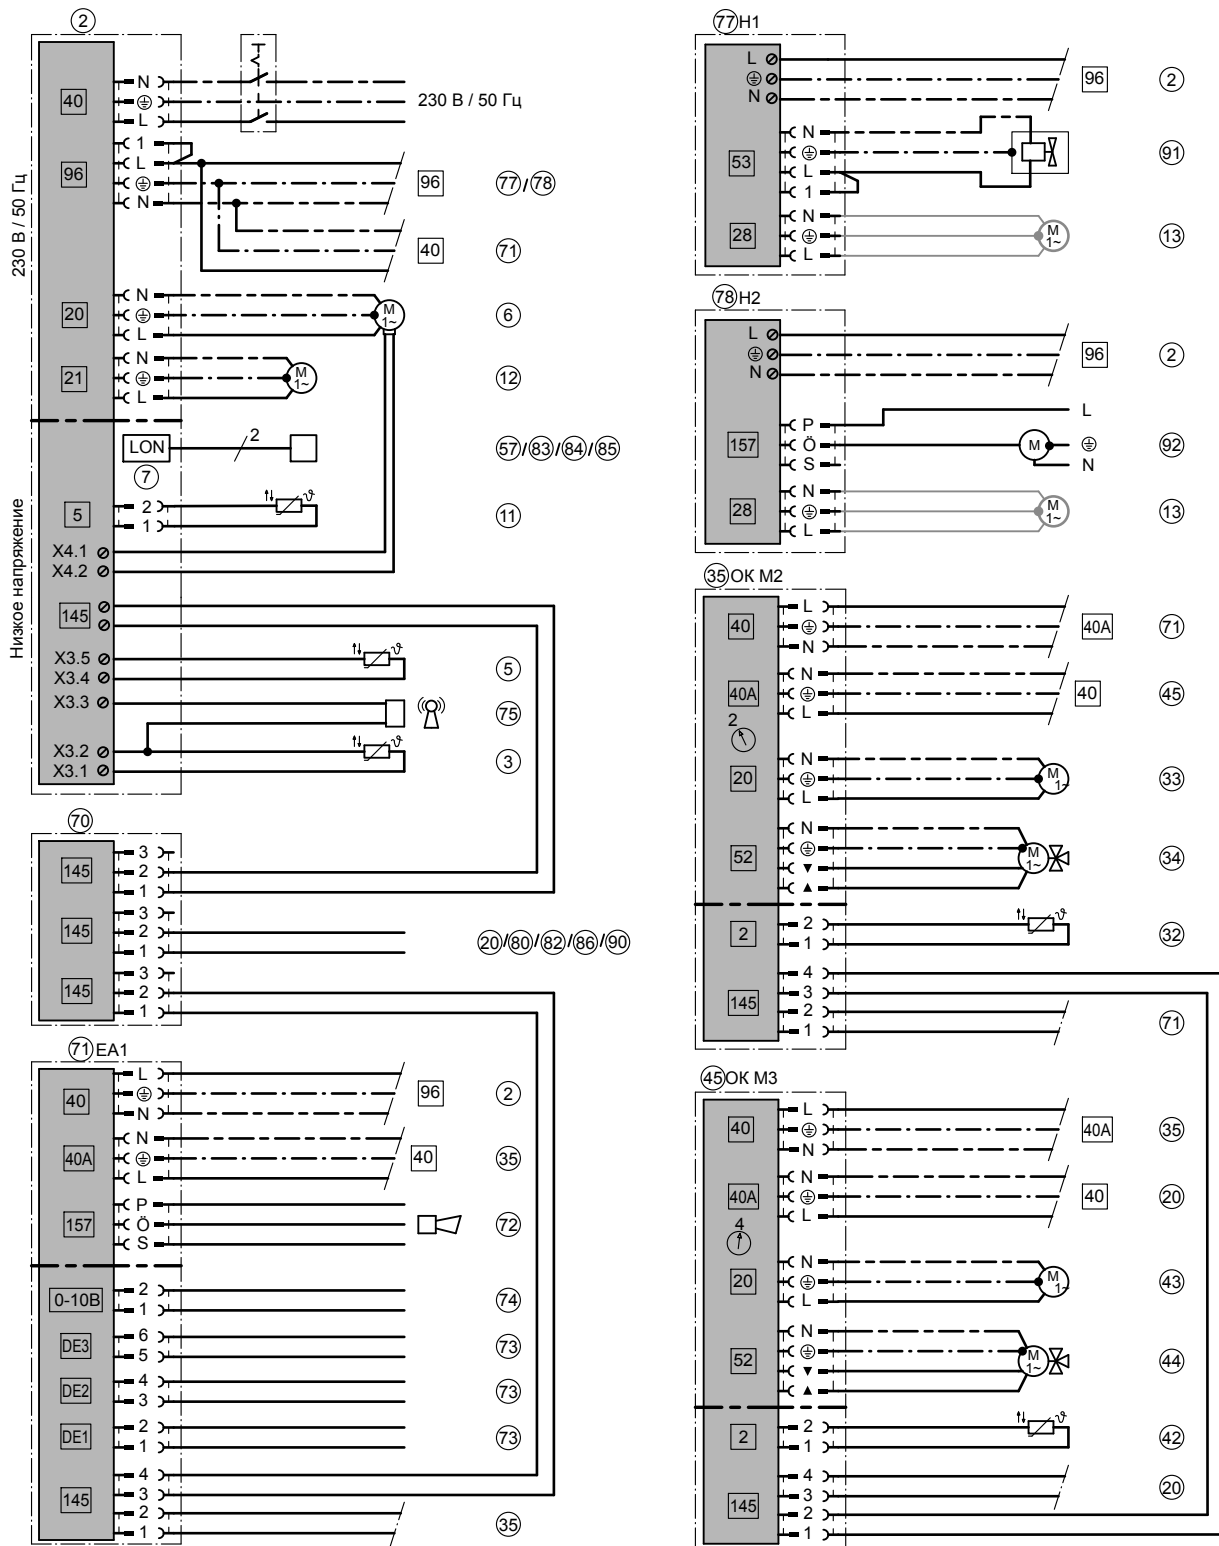 2
40
N
L
230 В / 50 Гц
230 В / 50 Гц
96
1
L
N
96
77/78
40
71
20
N
L
M
1~
6
21
N
L
M
1~
12
LON
2
57/83/84/85
7
Низкое напряжение
5
2
1
ϑ
11
X4.1
X4.2
145
X3.5
X3.4
ϑ
5
X3.3
75
X3.2
X3.1
ϑ
3
70
145
3
2
1
145
3
2
1
20/80/82/86/90
145
3
2
1
71 EA1
40
L
N
96
2
40A
N
L
40
35
157
P
Ö
S
72
0-10В
2
1
74
DE3
6
5
73
DE2
4
3
73
DE1
2
1
73
145
4
3
2
1
35
77 H1
L
N
96
2
53
N
L
1
91
28
N
L
M
1~
13
78 H2
L
N
96
2
157
P
Ö
S
L
M
N
92
28
N
L
M
1~
13
35 ОК M2
40
L
N
40A
71
40A
N
L
40
45
2
20
N
L
M
1~
33
52
N
▼
▲
M
1~
34
2
2
1
ϑ
32
145
4
3
2
1
71
45 ОК M3
40
L
N
40A
35
40A
N
L
40
20
4
20
N
L
M
1~
43
52
N
▼
▲
M
1~
44
2
2
1
ϑ
42
145
4
3
2
1
20